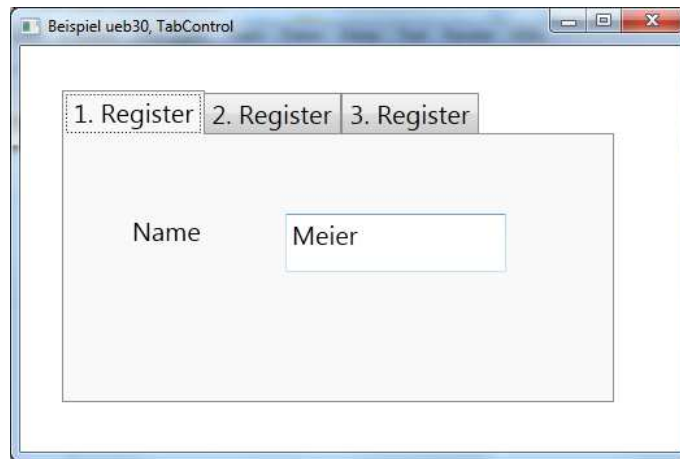 Beispiel ueb30, TabControl
1. Register 2. Register 3. Register
Name Meier